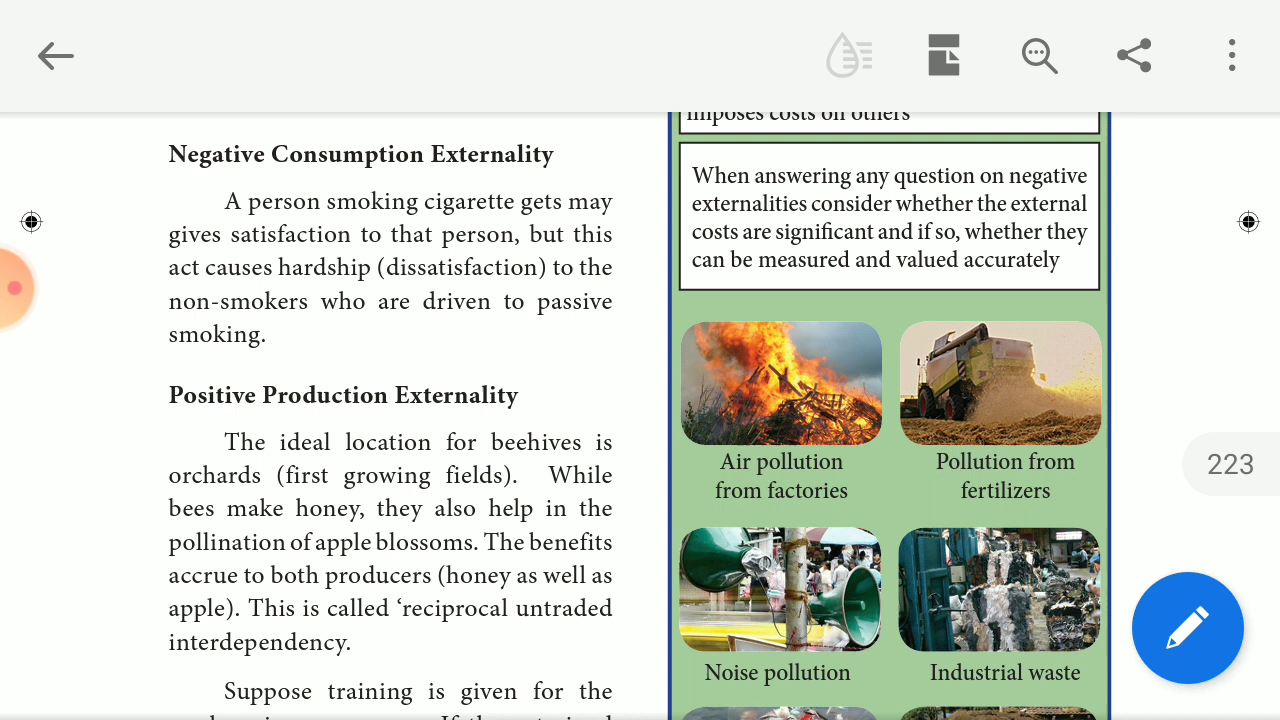 Negative Consumption Externality
A person smoking cigarette gets may
gives satisfaction to that person, but this
act causes hardship (dissatisfaction) to the
non-smokers who are driven to passive
smoking.
Positive Production Externality
The ideal location for beehives is
orchards (first growing fields). While
bees make honey, they also help in the
pollination of apple blossoms. The benefits
accrue to both producers (honey as well as
apple). This is called ‘reciprocal untraded
interdependency.
Suppose training is given for the
imposes costs on others
When answering any question on negative
externalities consider whether the external
costs are significant and if so, whether they
can be measured and valued accurately
Air pollution
from factories
Pollution from
fertilizers
Noise pollution
Industrial waste
223